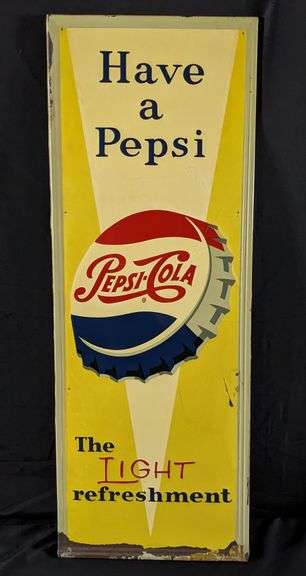 Have
a
Pepsi
PEPSI-COLA
®
The
LIGHT
refreshment